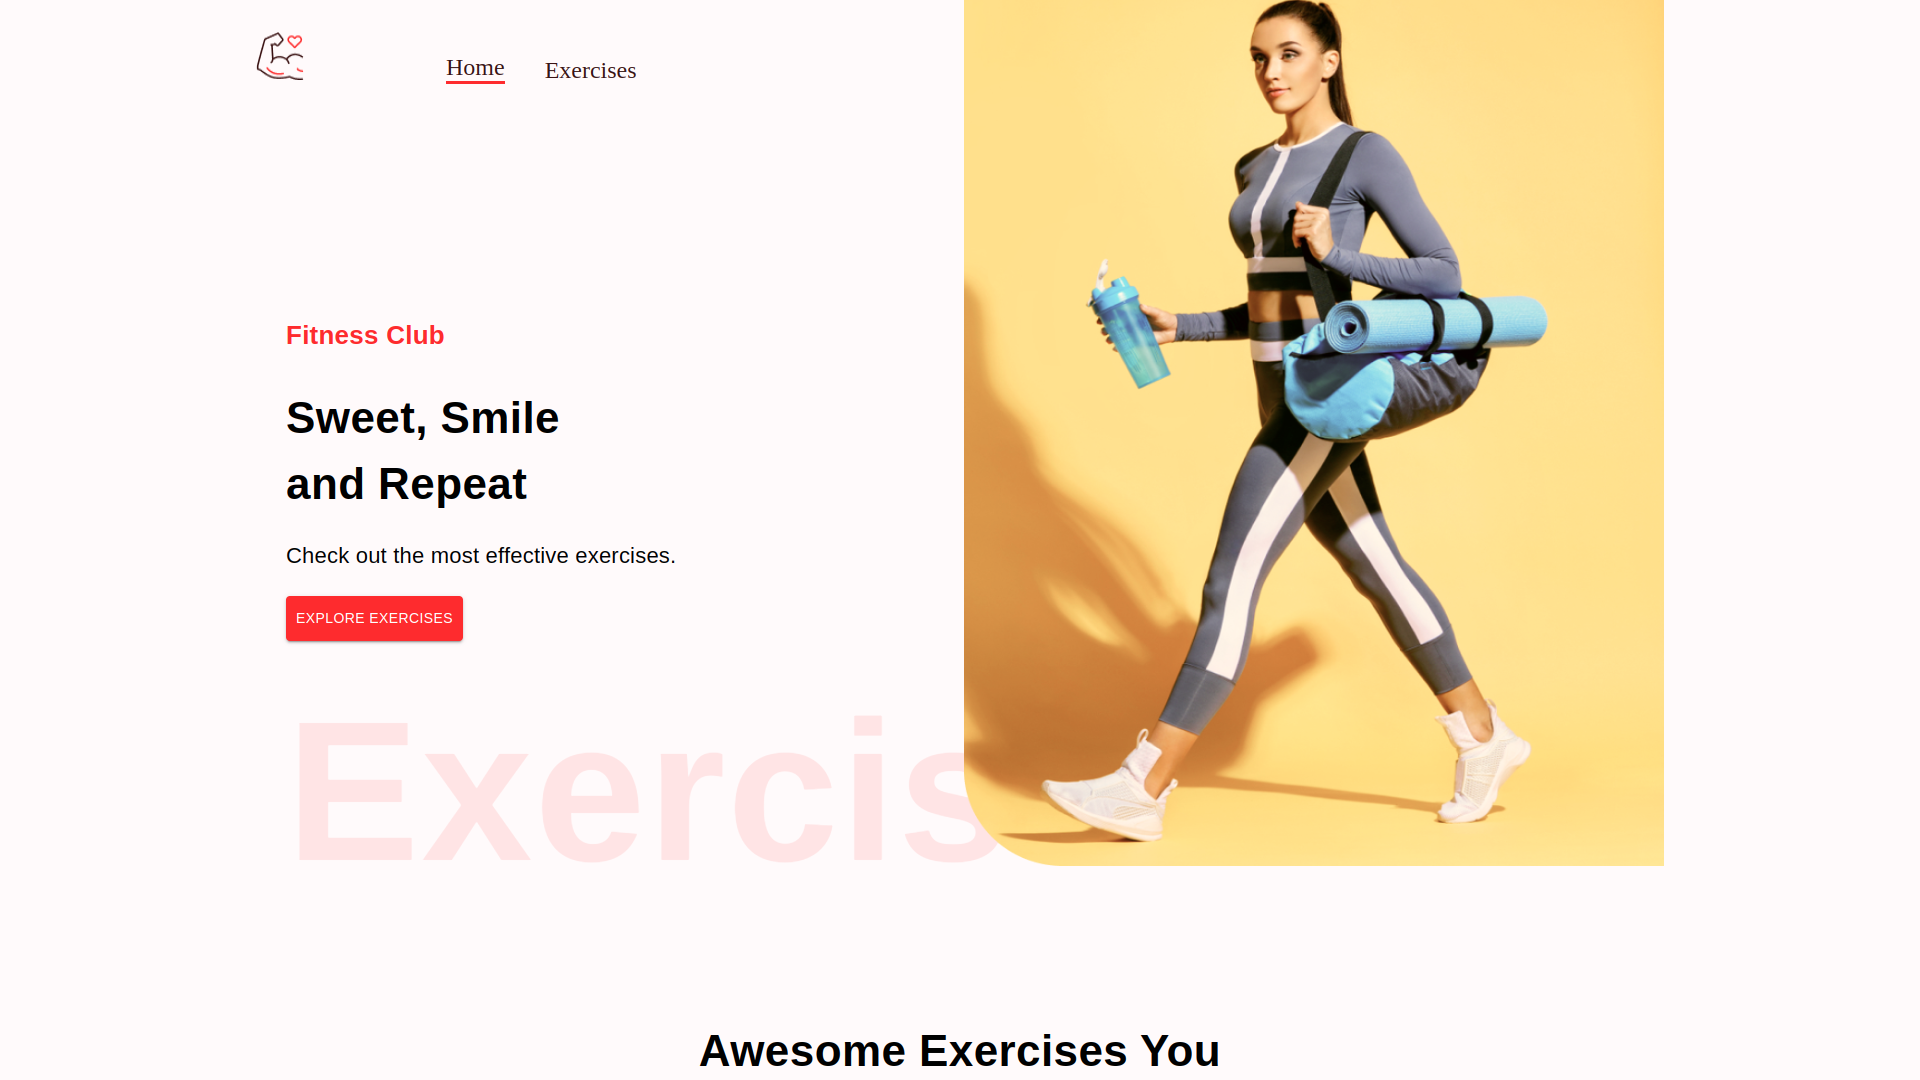 Home
Exercises
Fitness Club
Sweet, Smile
and Repeat
Check out the most effective exercises.
EXPLORE EXERCISES
Exercis
Awesome Exercises You